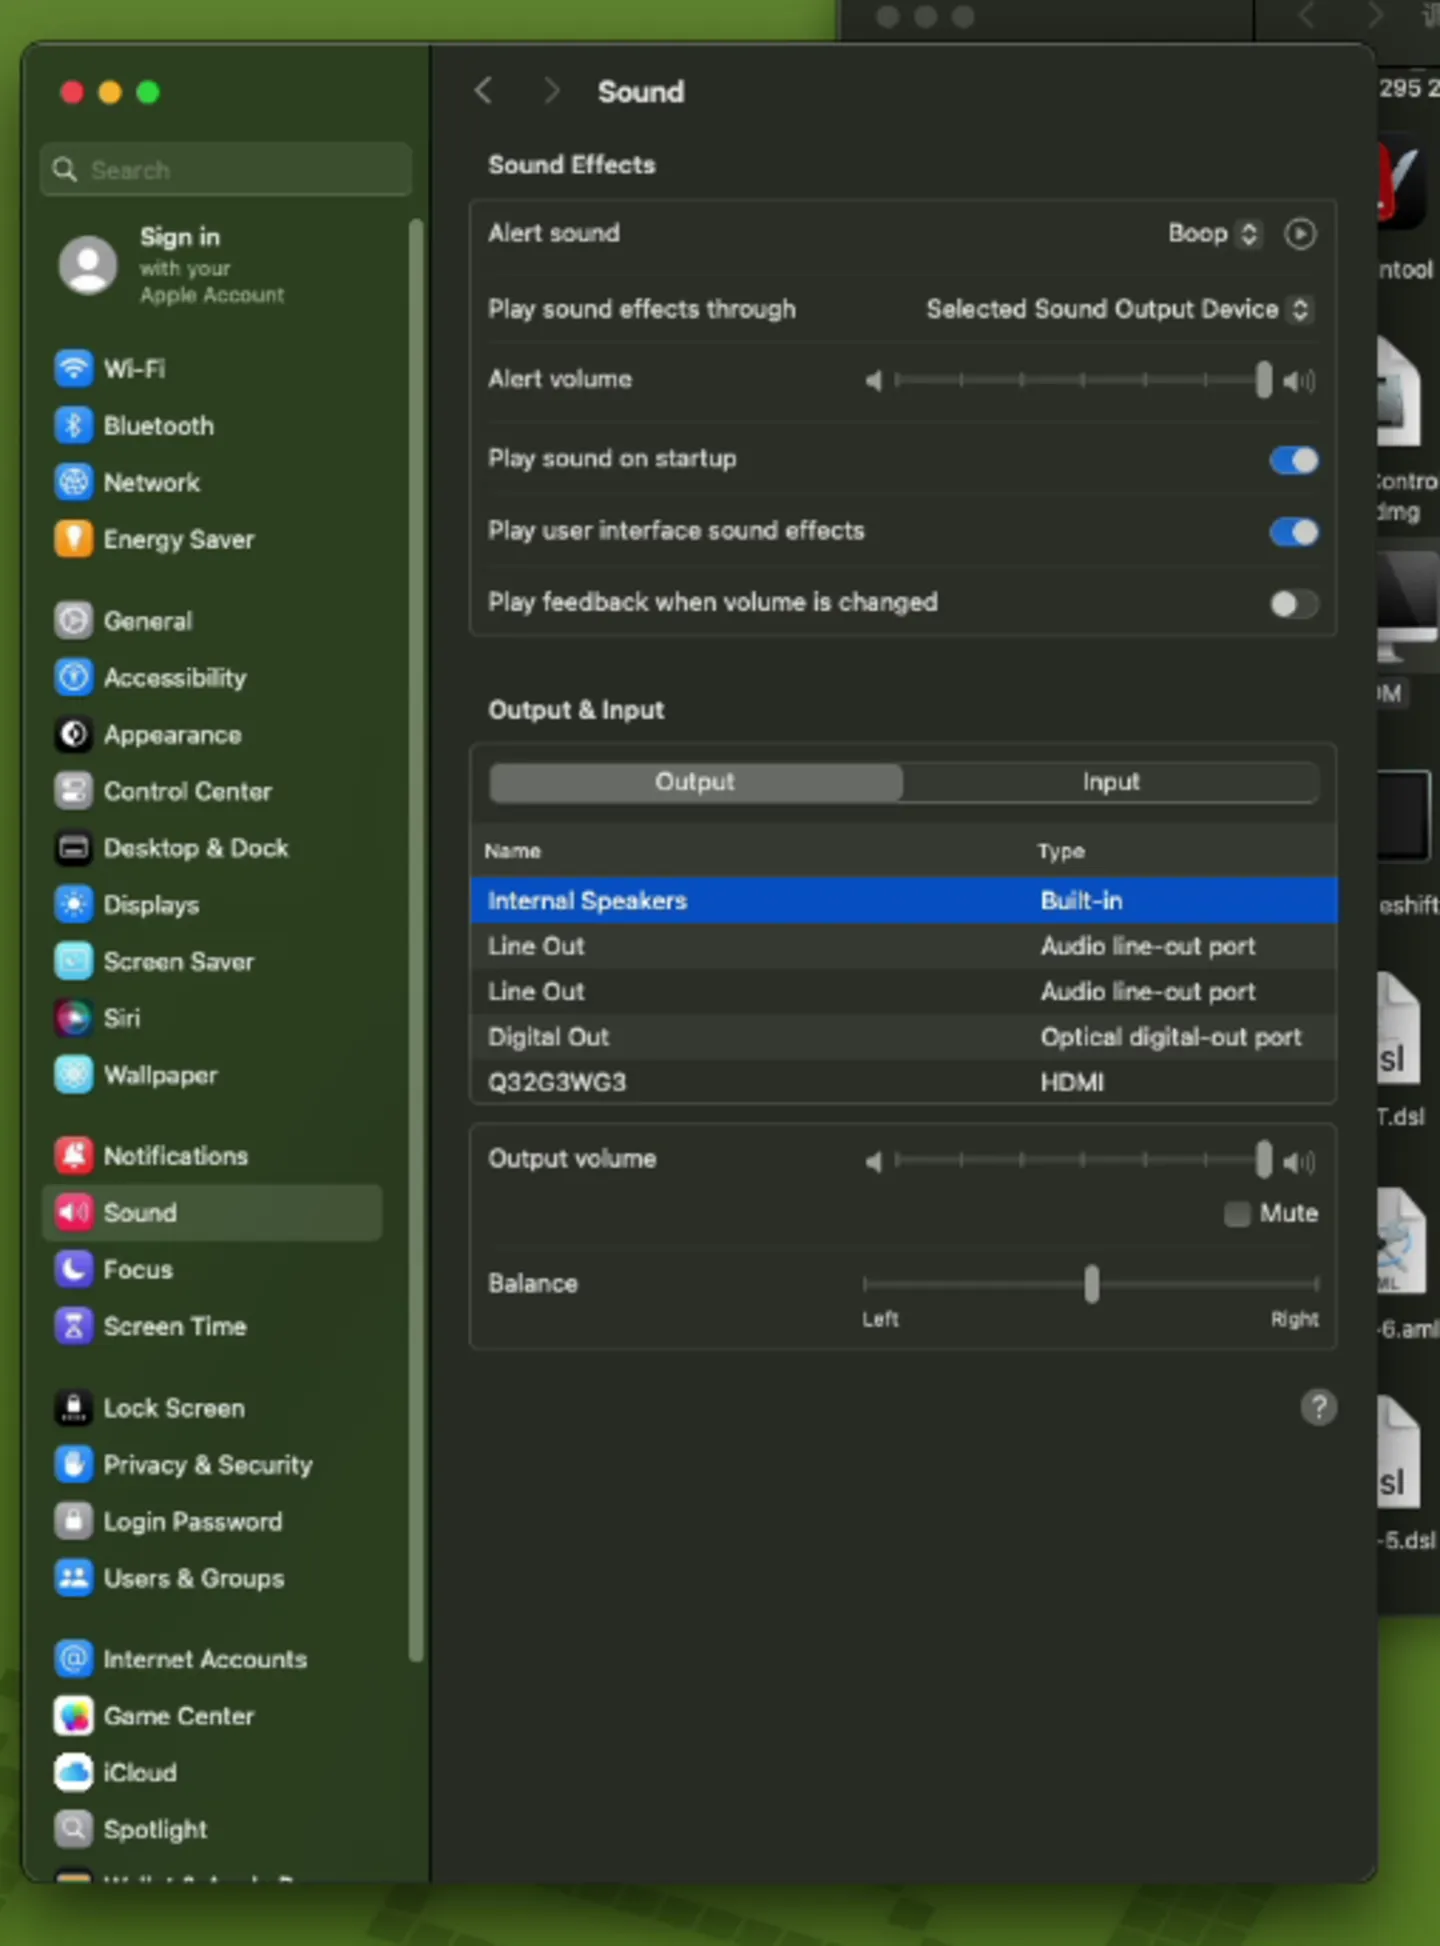 Sound
295 2
Search
Sign in
with your
Apple Account
Wi-Fi
Bluetooth
Network
Energy Saver
General
Accessibility
Appearance
Control Center
Desktop & Dock
Displays
Screen Saver
Siri
Wallpaper
Notifications
Sound
Focus
Screen Time
Lock Screen
Privacy & Security
Login Password
Users & Groups
Internet Accounts
Game Center
iCloud
Spotlight
Sound Effects
Alert sound Boop
Play sound effects through Selected Sound Output Device
Alert volume
Play sound on startup
Play user interface sound effects
Play feedback when volume is changed
Output & Input
Output Input
Name Type
Internal Speakers Built-in
Line Out Audio line-out port
Line Out Audio line-out port
Digital Out Optical digital-out port
Q32G3WG3 HDMI
Output volume
Mute
Balance
Left Right
?
ntool
Contro
dmg
eshift
sl
T.dsl
ML
-6.aml
sl
-5.dsl